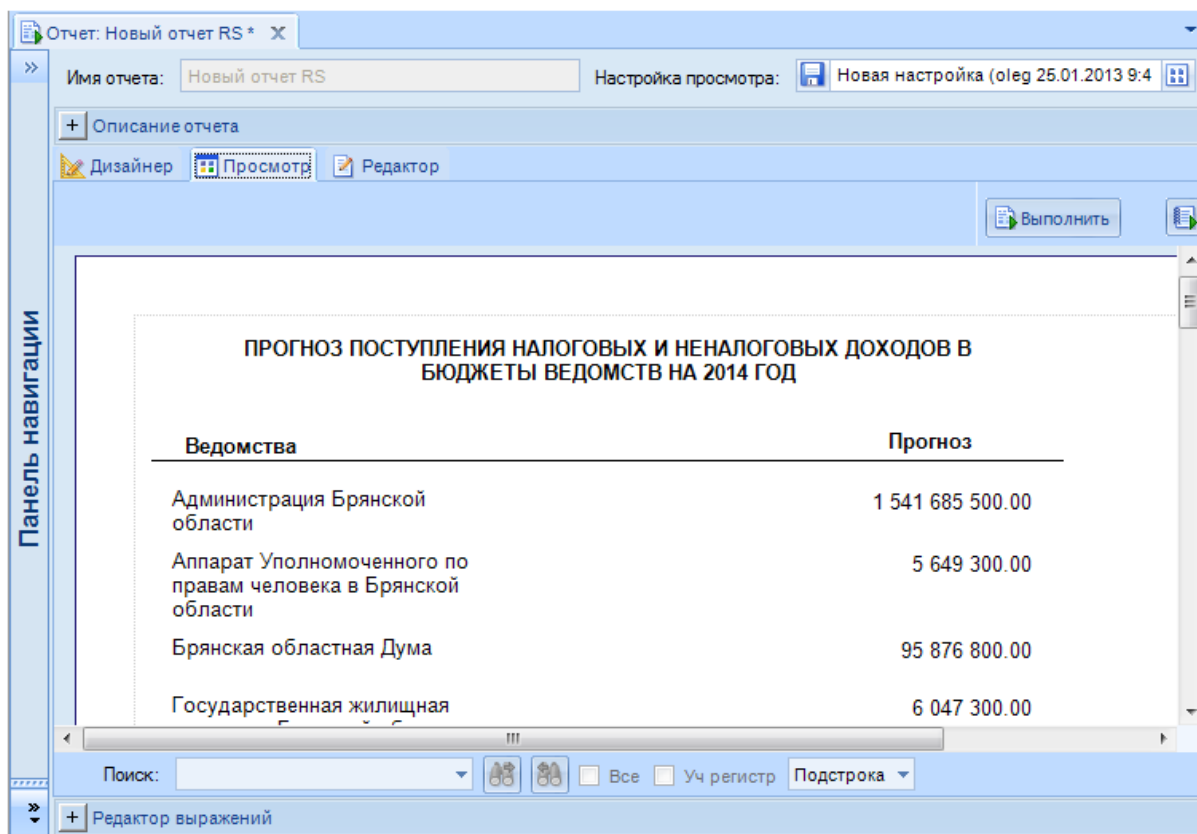 Отчет: Новый отчет RS * X
Имя отчета: Новый отчет RS Настройка просмотра: Новая настройка (oleg 25.01.2013 9:4
+ Описание отчета
Дизайнер Просмотр Редактор
Выполнить
Панель навигации
ПРОГНОЗ ПОСТУПЛЕНИЯ НАЛОГОВЫХ И НЕНАЛОГОВЫХ ДОХОДОВ В
БЮДЖЕТЫ ВЕДОМСТВ НА 2014 ГОД
Ведомства Прогноз
Администрация Брянской 1 541 685 500.00
области
Аппарат Уполномоченного по 5 649 300.00
правам человека в Брянской
области
Брянская областная Дума 95 876 800.00
Государственная жилищная 6 047 300.00
Поиск: Все Уч регистр Подстрока
+ Редактор выражений